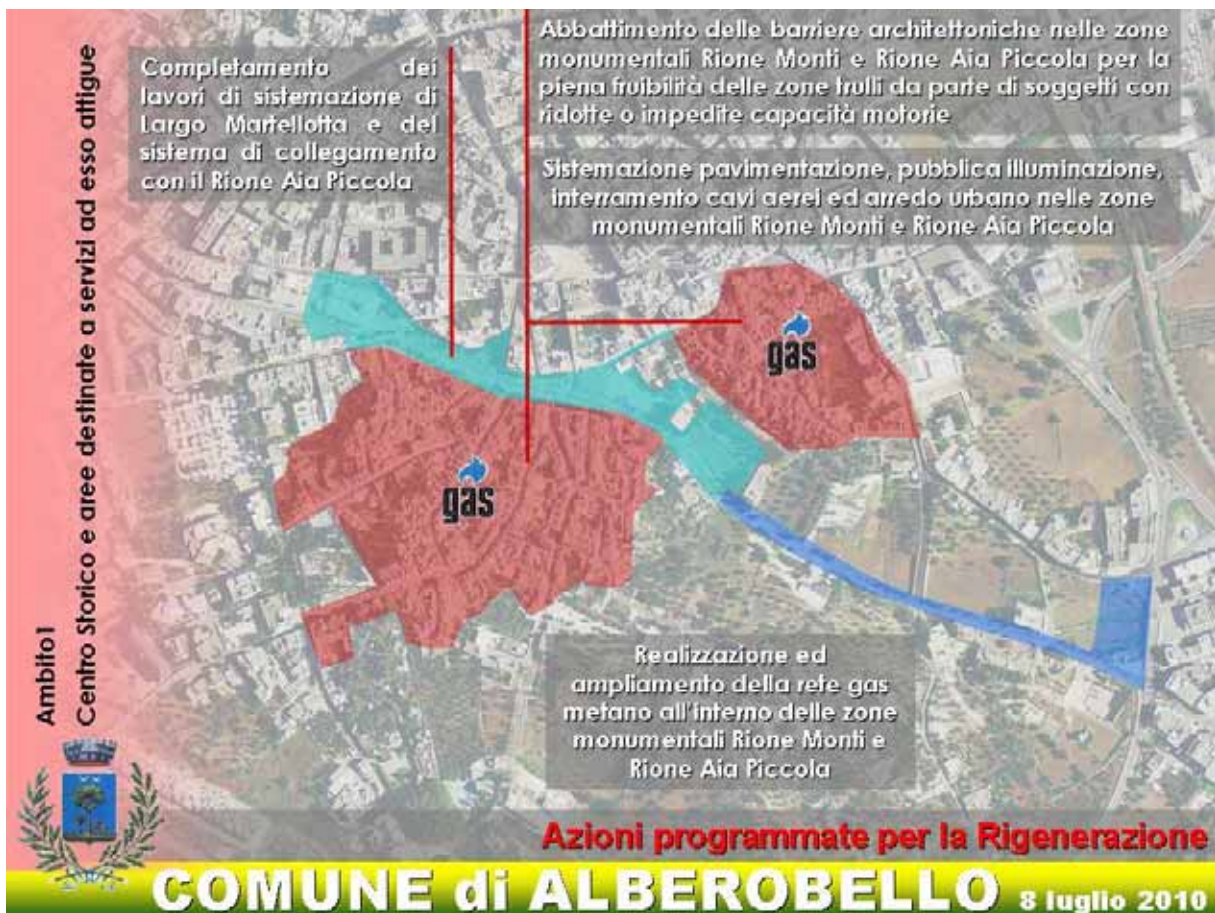 Ambito1
Centro Storico e aree destinate a servizi ad esso attigue
Completamento dei
lavori di sistemazione di
Largo Martellotta e del
sistema di collegamento
con il Rione Aia Piccola
Abbattimento delle barriere architettoniche nelle zone
monumentali Rione Monti e Rione Aia Piccola per la
piena fruibilità delle zone trulli da parte di soggetti con
ridotte o impedite capacità motorie
Sistemazione pavimentazione, pubblica illuminazione,
interramento cavi aerei ed arredo urbano nelle zone
monumentali Rione Monti e Rione Aia Piccola
gas
gas
Realizzazione ed
ampliamento della rete gas
metano all'interno delle zone
monumentali Rione Monti e
Rione Aia Piccola
Azioni programmate per la Rigenerazione
COMUNE di ALBEROBELLO 8 luglio 2010